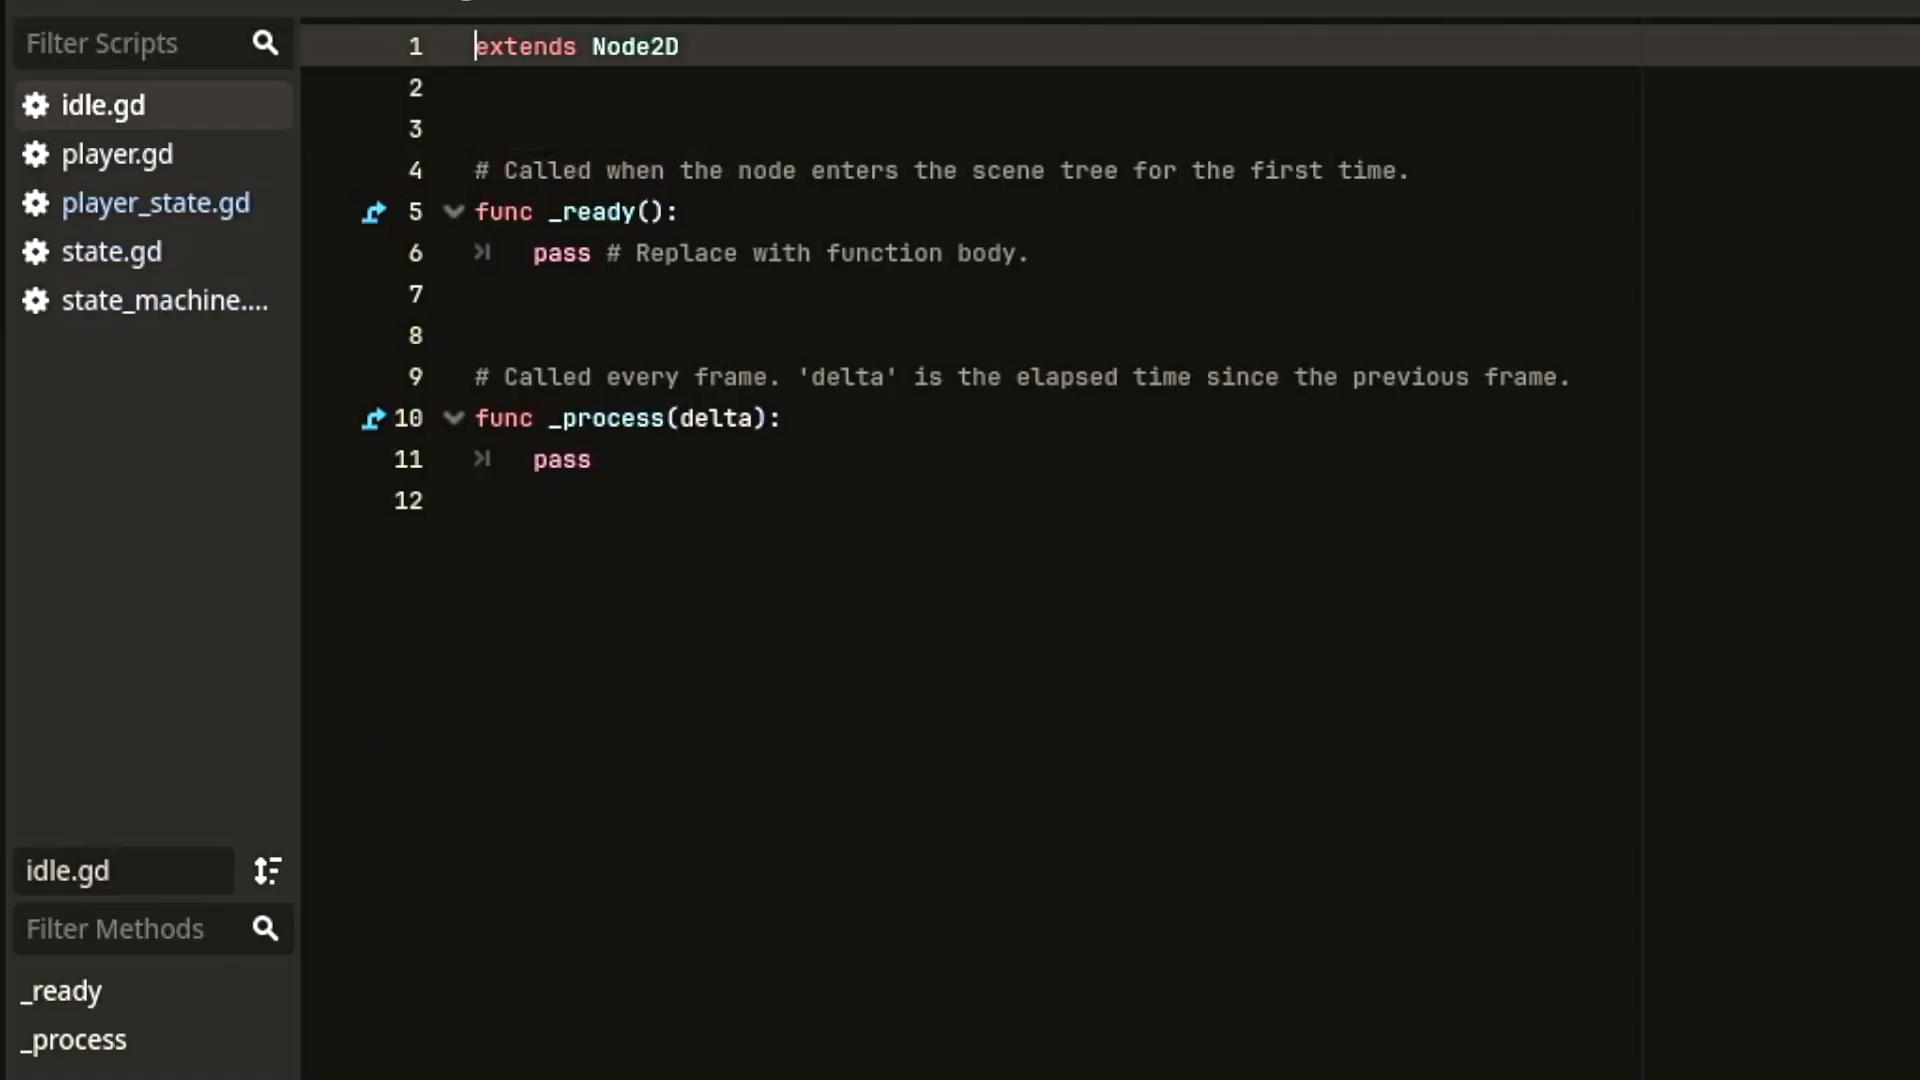 Filter Scripts
idle.gd
player.gd
player_state.gd
state.gd
state_machine....
idle.gd
Filter Methods
_ready
_process
1 extends Node2D
2
3
4 # Called when the node enters the scene tree for the first time.
5 func _ready():
6 pass # Replace with function body.
7
8
9 # Called every frame. 'delta' is the elapsed time since the previous frame.
10 func _process(delta):
11 pass
12